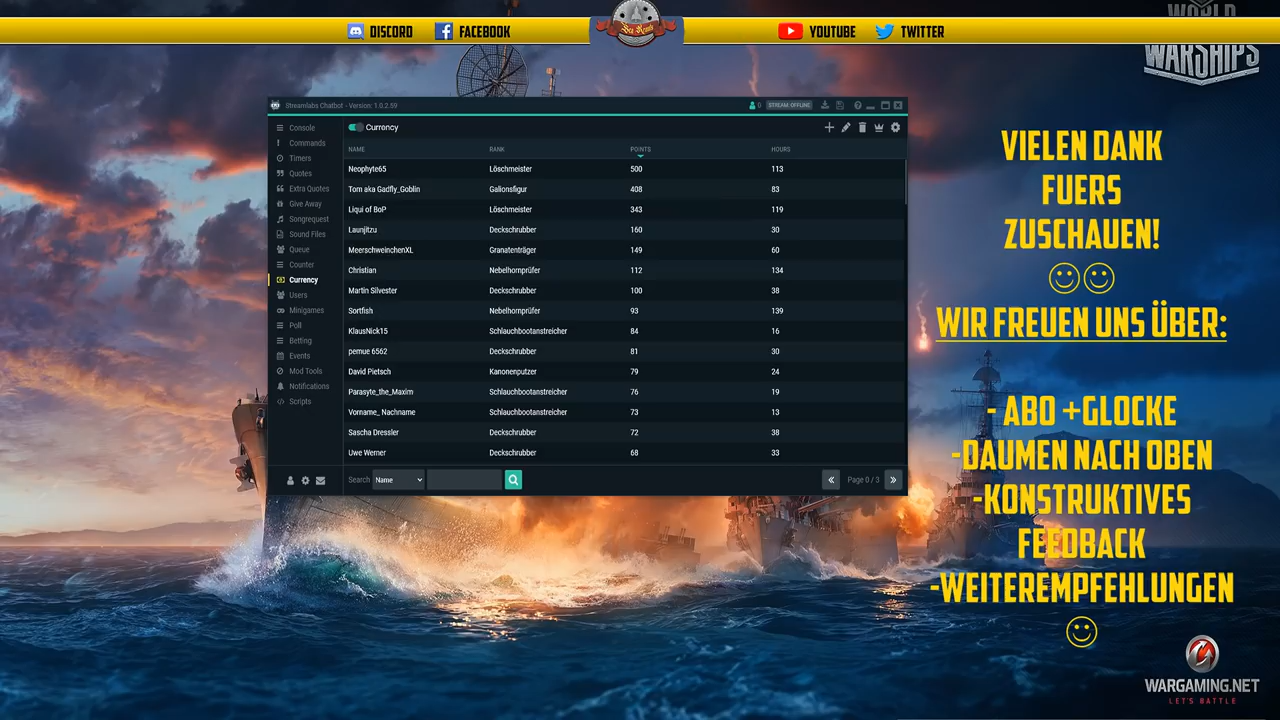 WORLD
DISCORD FACEBOOK Sea Rents YOUTUBE TWITTER
WARSHIPS
Streamlabs Chatbot - Version: 1.0.2.59 0 STREAM: OFFLINE
Console
Commands
Timers
Quotes
Extra Quotes
Give Away
Songrequest
Sound Files
Queue
Counter
Currency
Users
Minigames
Poll
Betting
Events
Mod Tools
Notifications
Scripts
Currency
NAME RANK POINTS HOURS
Neophyte65 Löschmeister 500 113
Tom aka Gadfly_Goblin Galionsfigur 408 83
Liqui of BoP Löschmeister 343 119
Launjitzu Deckschrubber 160 30
MeerschweinchenXL Granatenträger 149 60
Christian Nebelhornprüfer 112 134
Martin Silvester Deckschrubber 100 38
Sortfish Nebelhornprüfer 93 139
KlausNick15 Schlauchbootanstreicher 84 16
pemue 6562 Deckschrubber 81 30
David Pietsch Kanonenputzer 79 24
Parasyte_the_Maxim Schlauchbootanstreicher 76 19
Vorname_ Nachname Schlauchbootanstreicher 73 13
Sascha Dressler Deckschrubber 72 38
Uwe Werner Deckschrubber 68 33
Search Name Page 0 / 3
VIELEN DANK
FUERS
ZUSCHAUEN!
WIR FREUEN UNS ÜBER:
- ABO +GLOCKE
-DAUMEN NACH OBEN
-KONSTRUKTIVES
FEEDBACK
-WEITEREMPFEHLUNGEN
WARGAMING.NET
LET'S BATTLE